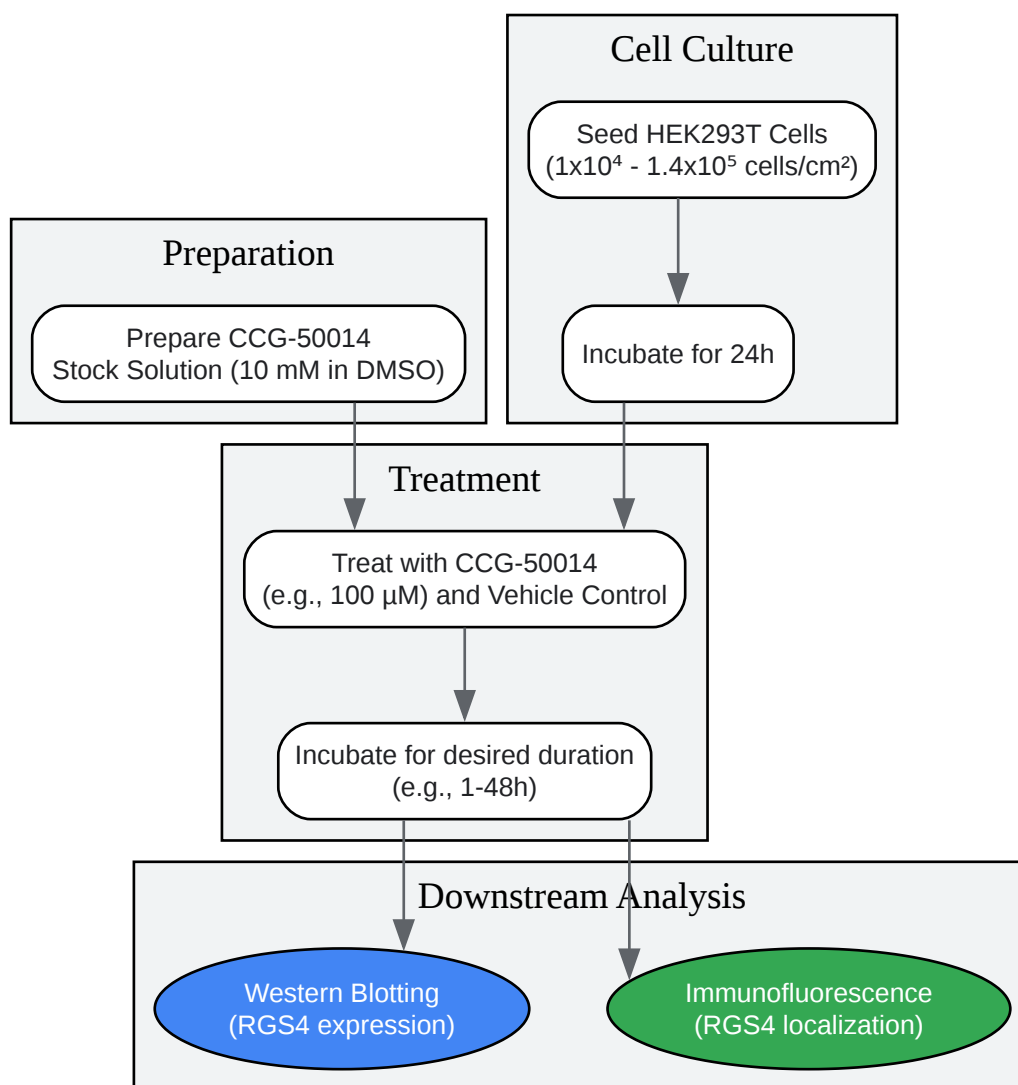 Cell Culture
Seed HEK293T Cells
(1x10⁴ - 1.4x10⁵ cells/cm²)
Incubate for 24h
Preparation
Prepare CCG-50014
Stock Solution (10 mM in DMSO)
Treatment
Treat with CCG-50014
(e.g., 100 µM) and Vehicle Control
Incubate for desired duration
(e.g., 1-48h)
Downstream Analysis
Western Blotting
(RGS4 expression)
Immunofluorescence
(RGS4 localization)